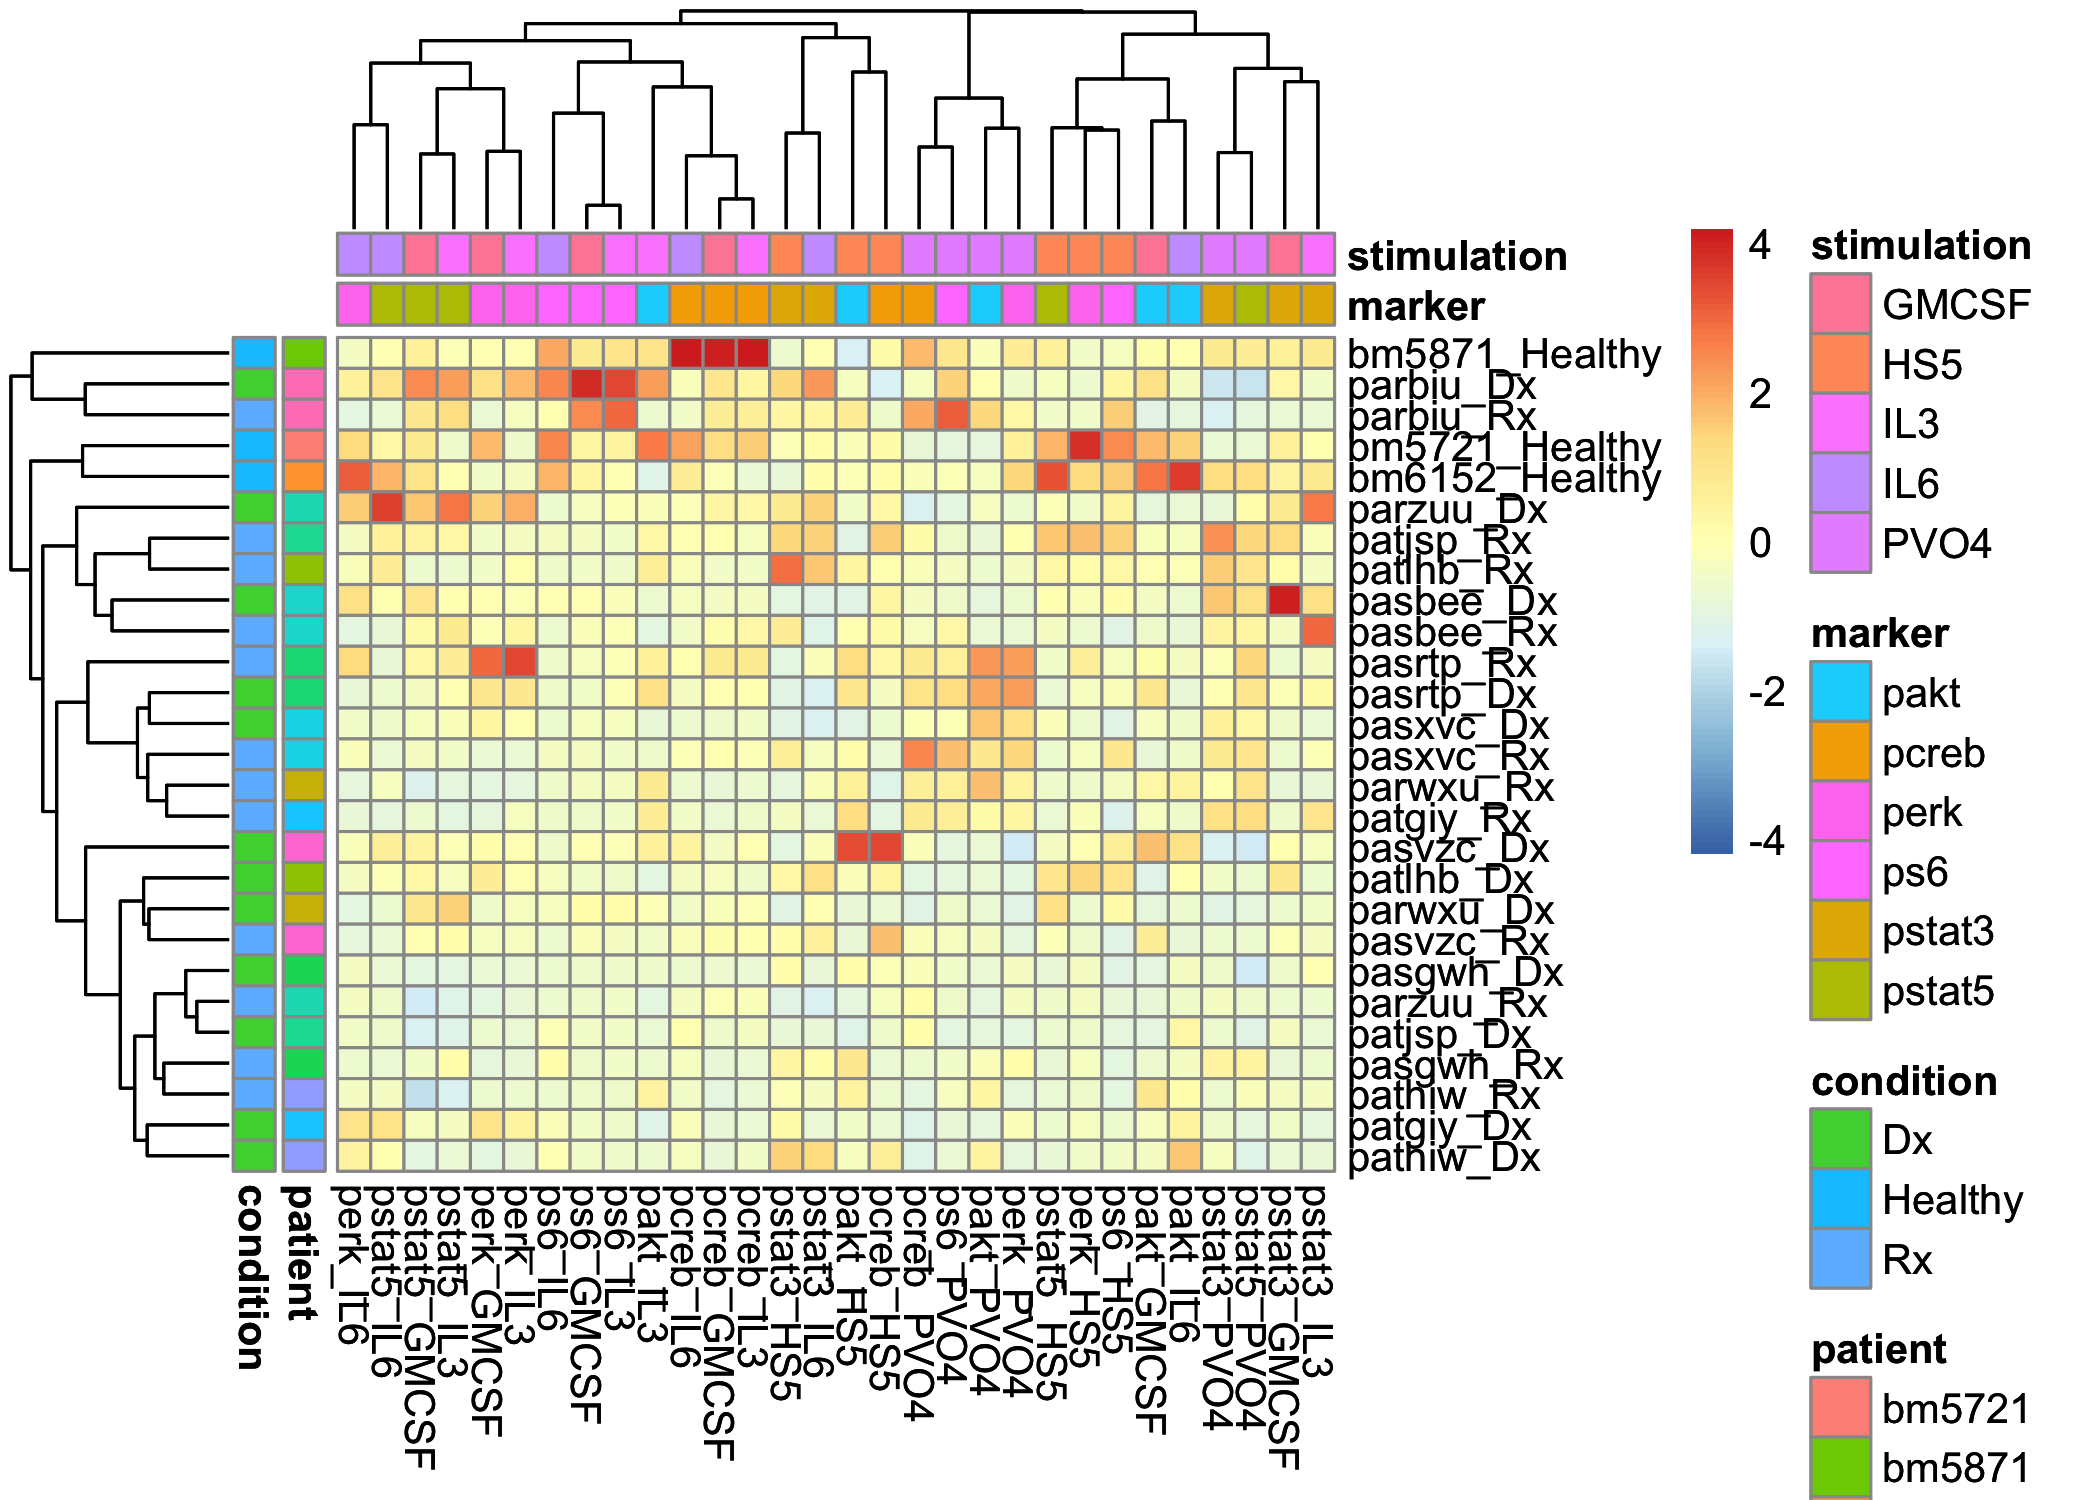 stimulation
marker
bm5871_Healthy
parbiu_Dx
parbiu_Rx
bm5721_Healthy
bm6152_Healthy
parzuu_Dx
patjsp_Rx
patlhb_Rx
pasbee_Dx
pasbee_Rx
pasrtp_Rx
pasrtp_Dx
pasxvc_Dx
pasxvc_Rx
parwxu_Rx
patgiy_Rx
pasvzc_Dx
patlhb_Dx
parwxu_Dx
pasvzc_Rx
pasgwh_Dx
parzuu_Rx
patjsp_Dx
pasgwh_Rx
pathiw_Rx
patgiy_Dx
pathiw_Dx
condition
patient
perk_IL6
pstat5_IL6
pstat5_GMCSF
pstat5_IL3
perk_GMCSF
perk_IL3
ps6_IL6
ps6_GMCSF
ps6_IL3
pakt_IL3
pcreb_IL6
pcreb_GMCSF
pcreb_IL3
pstat3_HS5
pstat3_IL6
pakt_HS5
pcreb_HS5
pcreb_PVO4
ps6_PVO4
pakt_PVO4
perk_PVO4
pstat5_HS5
perk_HS5
ps6_HS5
pakt_GMCSF
pakt_IL6
pstat3_PVO4
pstat5_PVO4
pstat3_GMCSF
pstat3_IL3
4
2
0
-2
-4
stimulation
GMCSF
HS5
IL3
IL6
PVO4
marker
pakt
pcreb
perk
ps6
pstat3
pstat5
condition
Dx
Healthy
Rx
patient
bm5721
bm5871